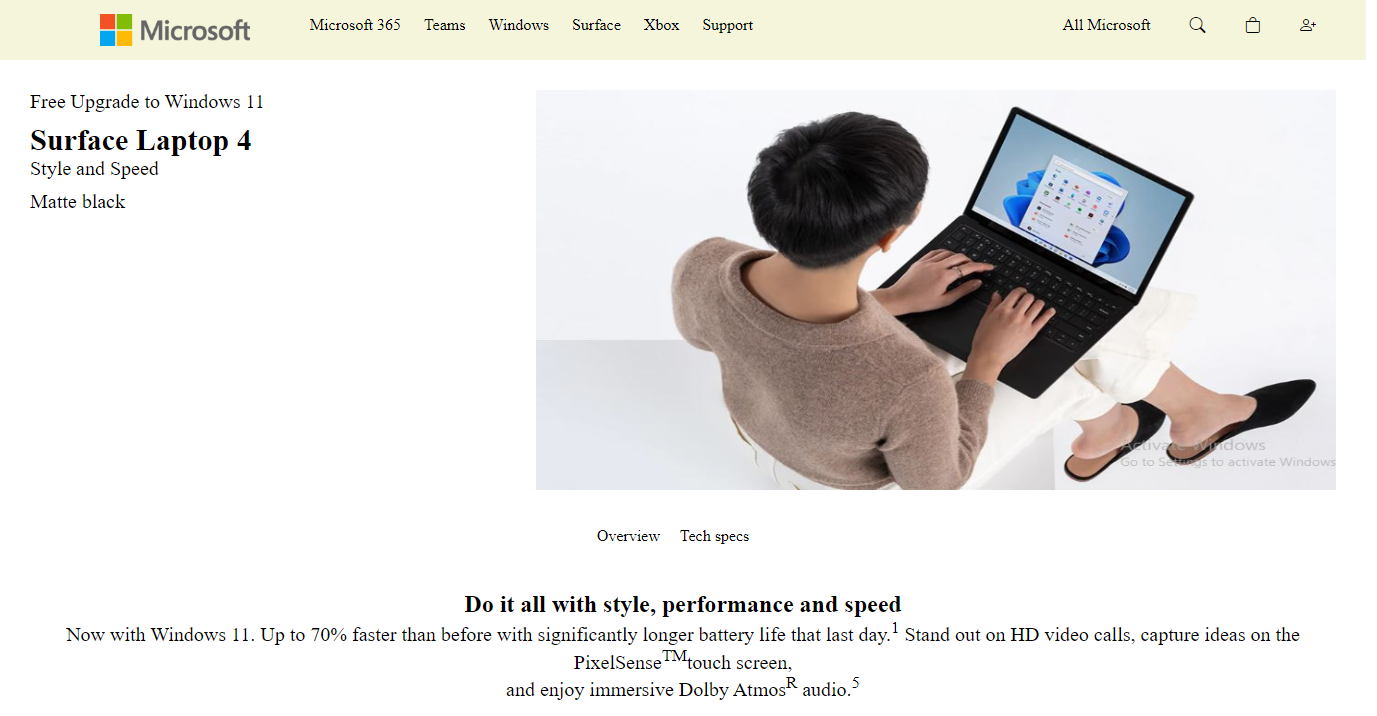 Microsoft
Microsoft 365 Teams Windows Surface Xbox Support
All Microsoft
Free Upgrade to Windows 11
Surface Laptop 4
Style and Speed
Matte black
Activate Windows
Go to Settings to activate Windows
Overview Tech specs
Do it all with style, performance and speed
Now with Windows 11. Up to 70% faster than before with significantly longer battery life that last day.1 Stand out on HD video calls, capture ideas on the
PixelSenseTMtouch screen,
and enjoy immersive Dolby AtmosR audio.5